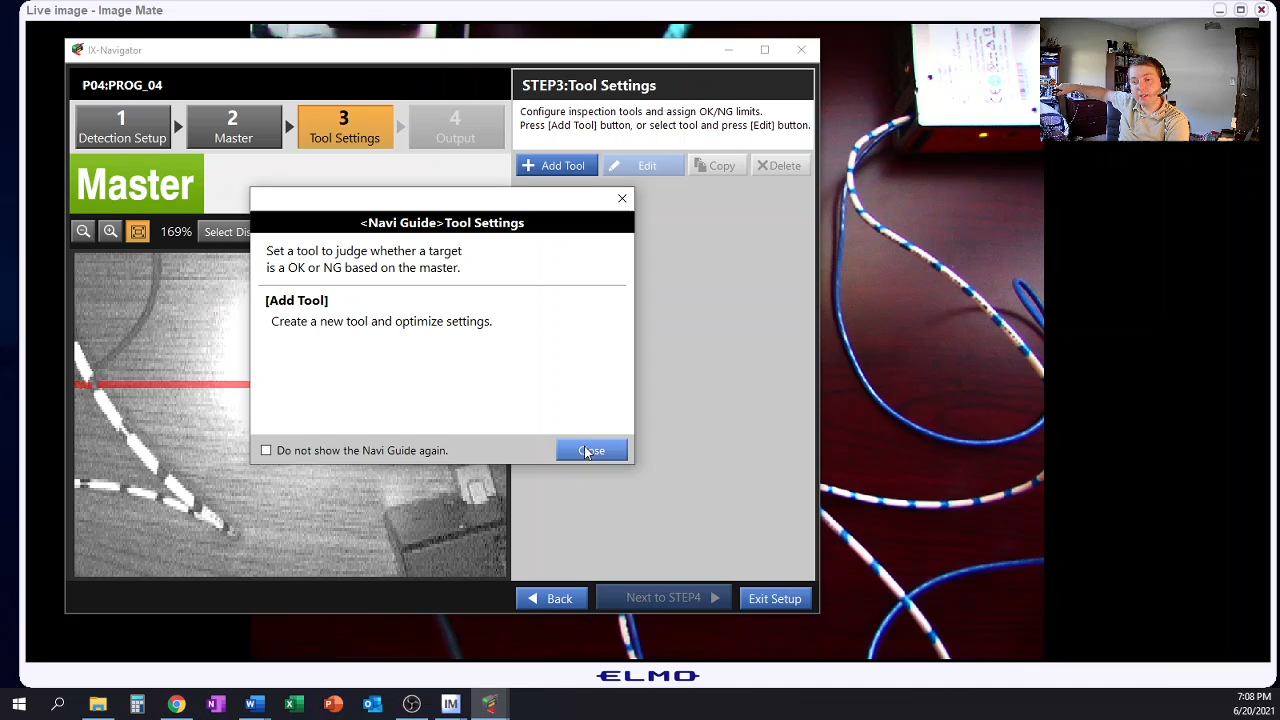 Live image - Image Mate
IX-Navigator
P04:PROG_04
STEP3:Tool Settings
1
Detection Setup
2
Master
3
Tool Settings
4
Output
Configure inspection tools and assign OK/NG limits.
Press [Add Tool] button, or select tool and press [Edit] button.
Add Tool
Edit
Copy
Delete
Master
169%
Select Dis
<Navi Guide>Tool Settings
Set a tool to judge whether a target
is a OK or NG based on the master.
[Add Tool]
Create a new tool and optimize settings.
Do not show the Navi Guide again.
Close
Back
Next to STEP4
Exit Setup
ELMO
IM
7:08 PM
6/20/2021